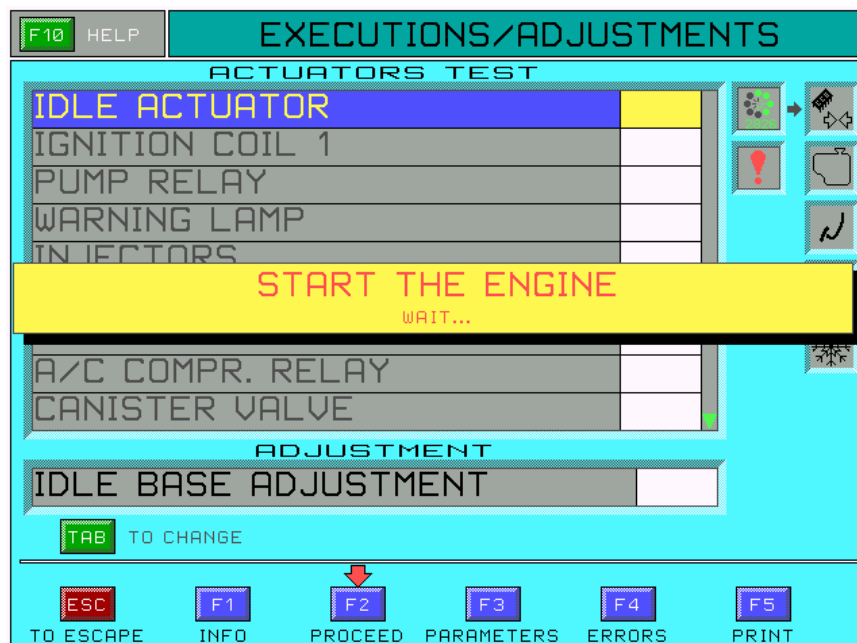 F10 HELP
EXECUTIONS/ADJUSTMENTS
ACTUATORS TEST
IDLE ACTUATOR
IGNITION COIL 1
PUMP RELAY
WARNING LAMP
INJECTORS
START THE ENGINE
WAIT...
A/C COMPR. RELAY
CANISTER VALVE
ADJUSTMENT
IDLE BASE ADJUSTMENT
TAB TO CHANGE
ESC F1 F2 F3 F4 F5
TO ESCAPE INFO PROCEED PARAMETERS ERRORS PRINT